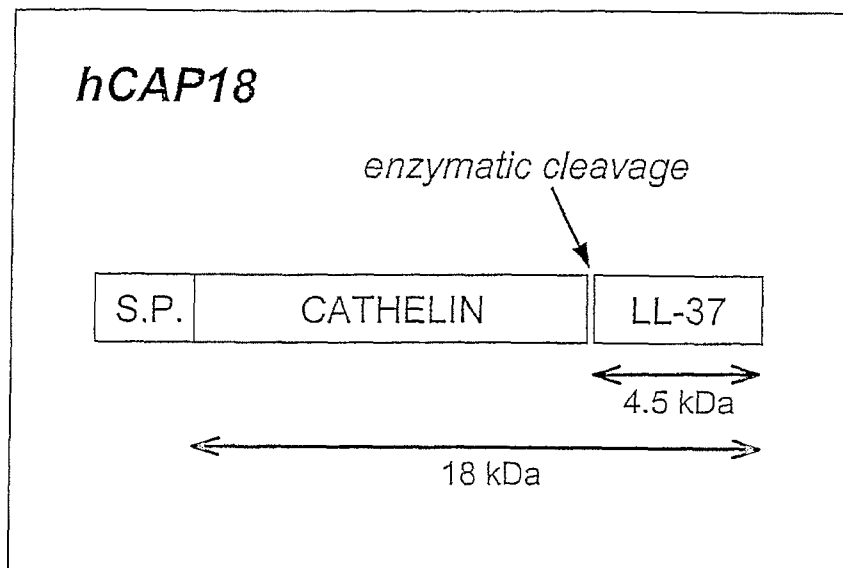 hCAP18
enzymatic cleavage
S.P. CATHELIN LL-37
4.5 kDa
18 kDa